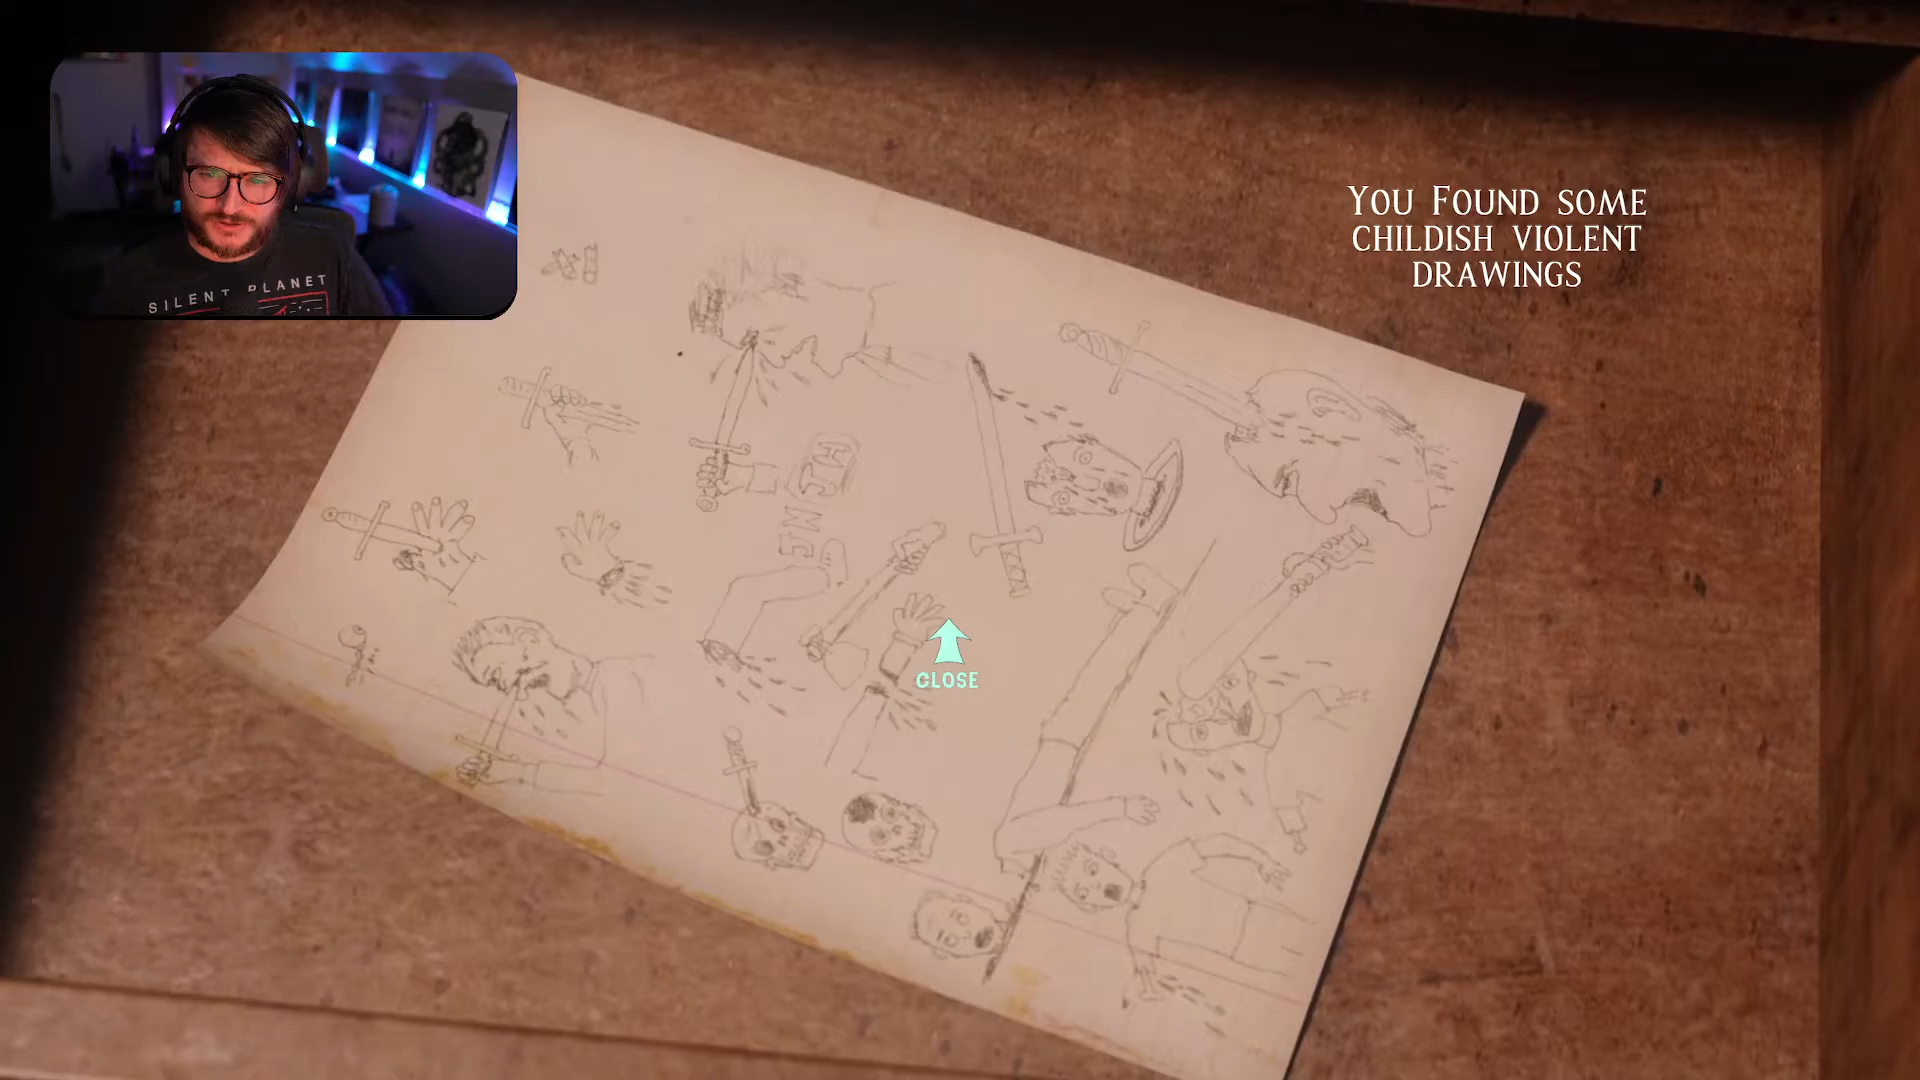 SILENT PLANET
YOU FOUND SOME
CHILDISH VIOLENT
DRAWINGS
CLOSE